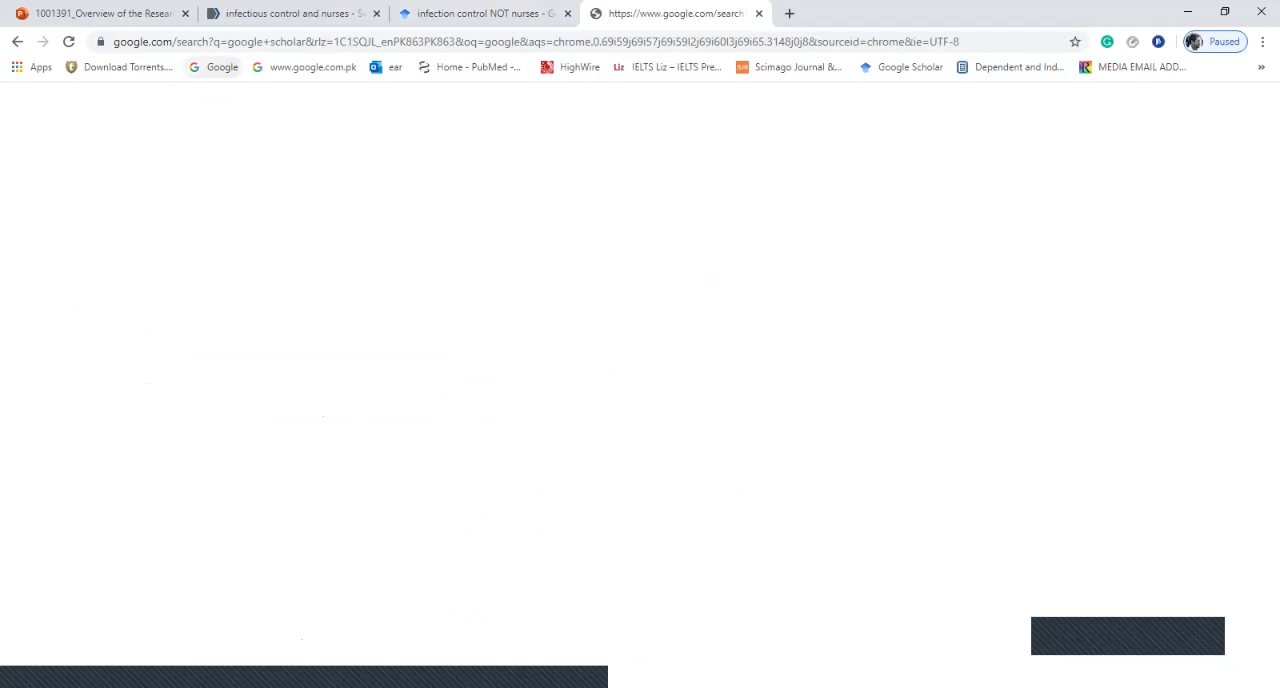 1001391_Overview of the Resear
infectious control and nurses - S
infection control NOT nurses - G
https://www.google.com/search
google.com/search?q=google+scholar&rlz=1C1SQJL_enPK863PK863&oq=google&aqs=chrome.0.69i59j69i57j69i59l2j69i60l3j69i65.3148j0j8&sourceid=chrome&ie=UTF-8
Paused
Apps
Download Torrents....
Google
www.google.com.pk
ear
Home - PubMed -...
HighWire
Liz IELTS Liz – IELTS Pre...
SJR Scimago Journal &...
Google Scholar
Dependent and Ind...
MEDIA EMAIL ADD...